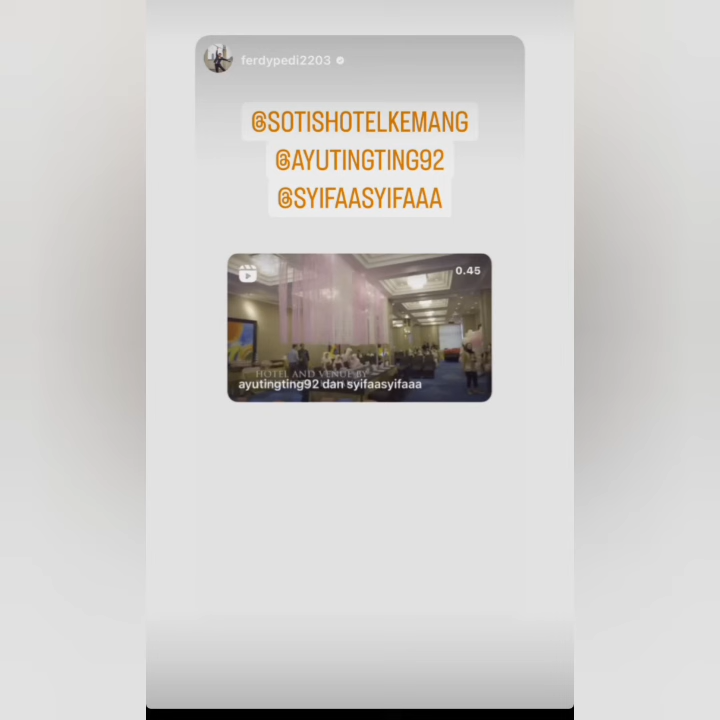 ferdypedi2203
@SOTISHOTELKEMANG
@AYUTINGTING92
@SYIFAASYIFAAA
0.45
HOTEL AND VENUE BY
ayutingting92 dan syifaasyifaaa